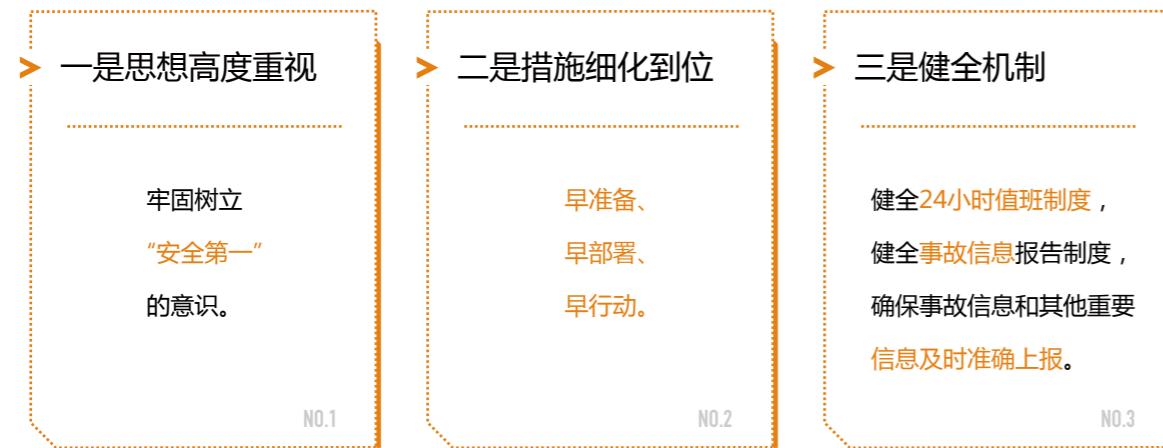 一是思想高度重视
牢固树立
“安全第一”
的意识。
NO.1
二是措施细化到位
早准备、
早部署、
早行动。
NO.2
三是健全机制
健全24小时值班制度，
健全事故信息报告制度，
确保事故信息和其他重要
信息及时准确上报。
NO.3